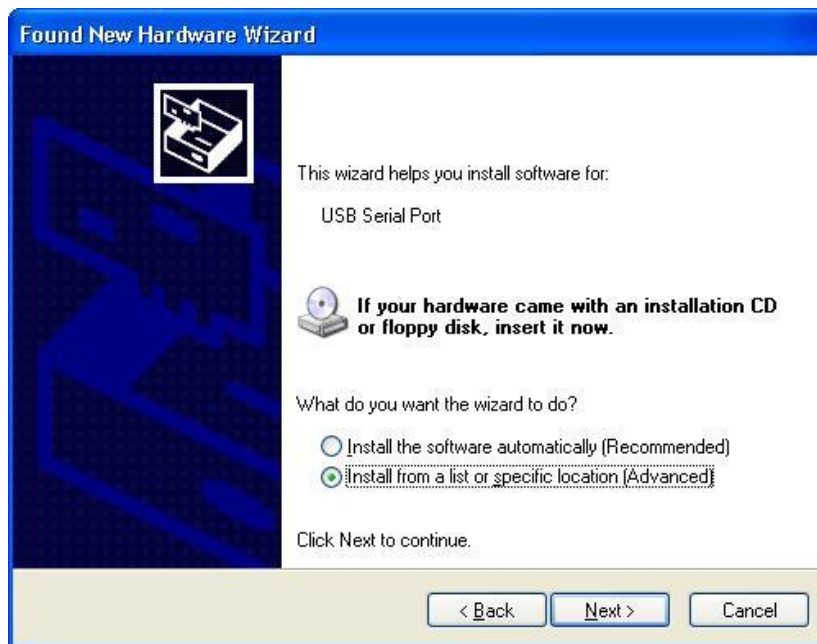 Found New Hardware Wizard
This wizard helps you install software for:
USB Serial Port
If your hardware came with an installation CD
or floppy disk, insert it now.
What do you want the wizard to do?
Install the software automatically (Recommended)
Install from a list or specific location (Advanced)
Click Next to continue.
< Back
Next >
Cancel